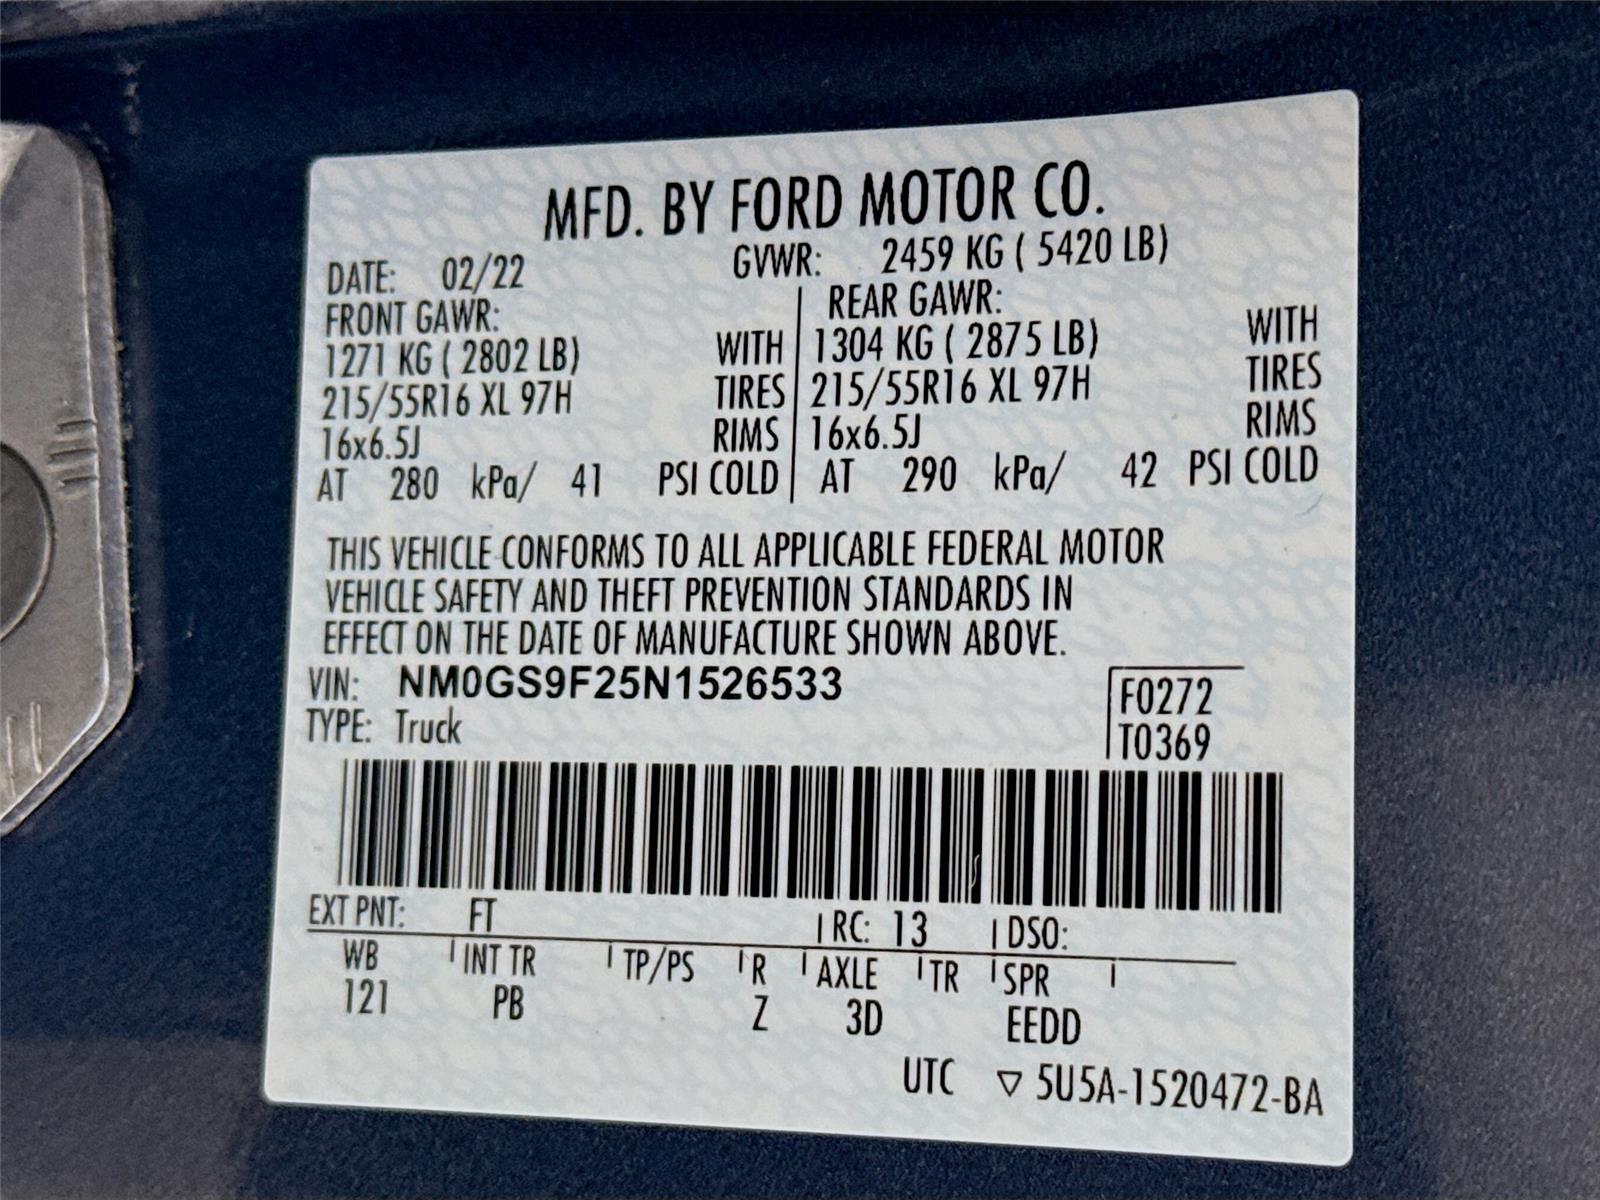 MFD. BY FORD MOTOR CO.
DATE: 02/22 GVWR: 2459 KG ( 5420 LB)
FRONT GAWR: REAR GAWR:
1271 KG ( 2802 LB) WITH 1304 KG ( 2875 LB) WITH
215/55R16 XL 97H TIRES 215/55R16 XL 97H TIRES
16x6.5J RIMS 16x6.5J RIMS
AT 280 kPa/ 41 PSI COLD AT 290 kPa/ 42 PSI COLD
THIS VEHICLE CONFORMS TO ALL APPLICABLE FEDERAL MOTOR
VEHICLE SAFETY AND THEFT PREVENTION STANDARDS IN
EFFECT ON THE DATE OF MANUFACTURE SHOWN ABOVE.
VIN: NM0GS9F25N1526533 F0272
TYPE: Truck T0369
EXT PNT: FT RC: 13 DSO:
WB INT TR TP/PS R AXLE TR SPR
121 PB Z 3D EEDD
UTC ▽ 5U5A-1520472-BA